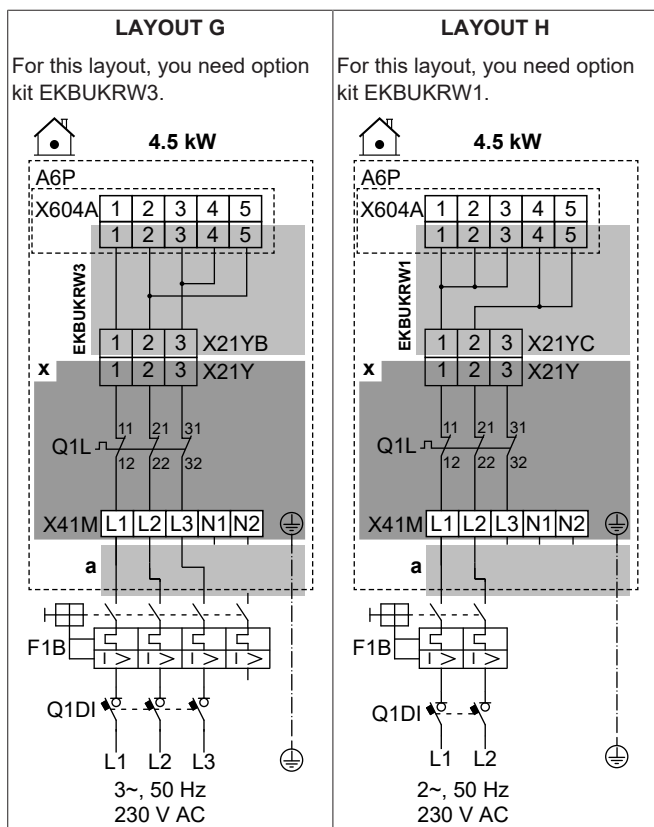 LAYOUT G
For this layout, you need option
kit EKBUKRW3.
4.5 kW
A6P
X604A 1 2 3 4 5
1 2 3 4 5
EKBUKRW3
1 2 3 X21YB
x
1 2 3 X21Y
11 21 31
Q1L
12 22 32
X41M L1 L2 L3 N1 N2
a
F1B
I > I > I > I >
Q1DI
L1 L2 L3
3~, 50 Hz
230 V AC
LAYOUT H
For this layout, you need option
kit EKBUKRW1.
4.5 kW
A6P
X604A 1 2 3 4 5
1 2 3 4 5
EKBUKRW1
1 2 3 X21YC
x
1 2 3 X21Y
11 21 31
Q1L
12 22 32
X41M L1 L2 L3 N1 N2
a
F1B
I > I >
Q1DI
L1 L2
2~, 50 Hz
230 V AC